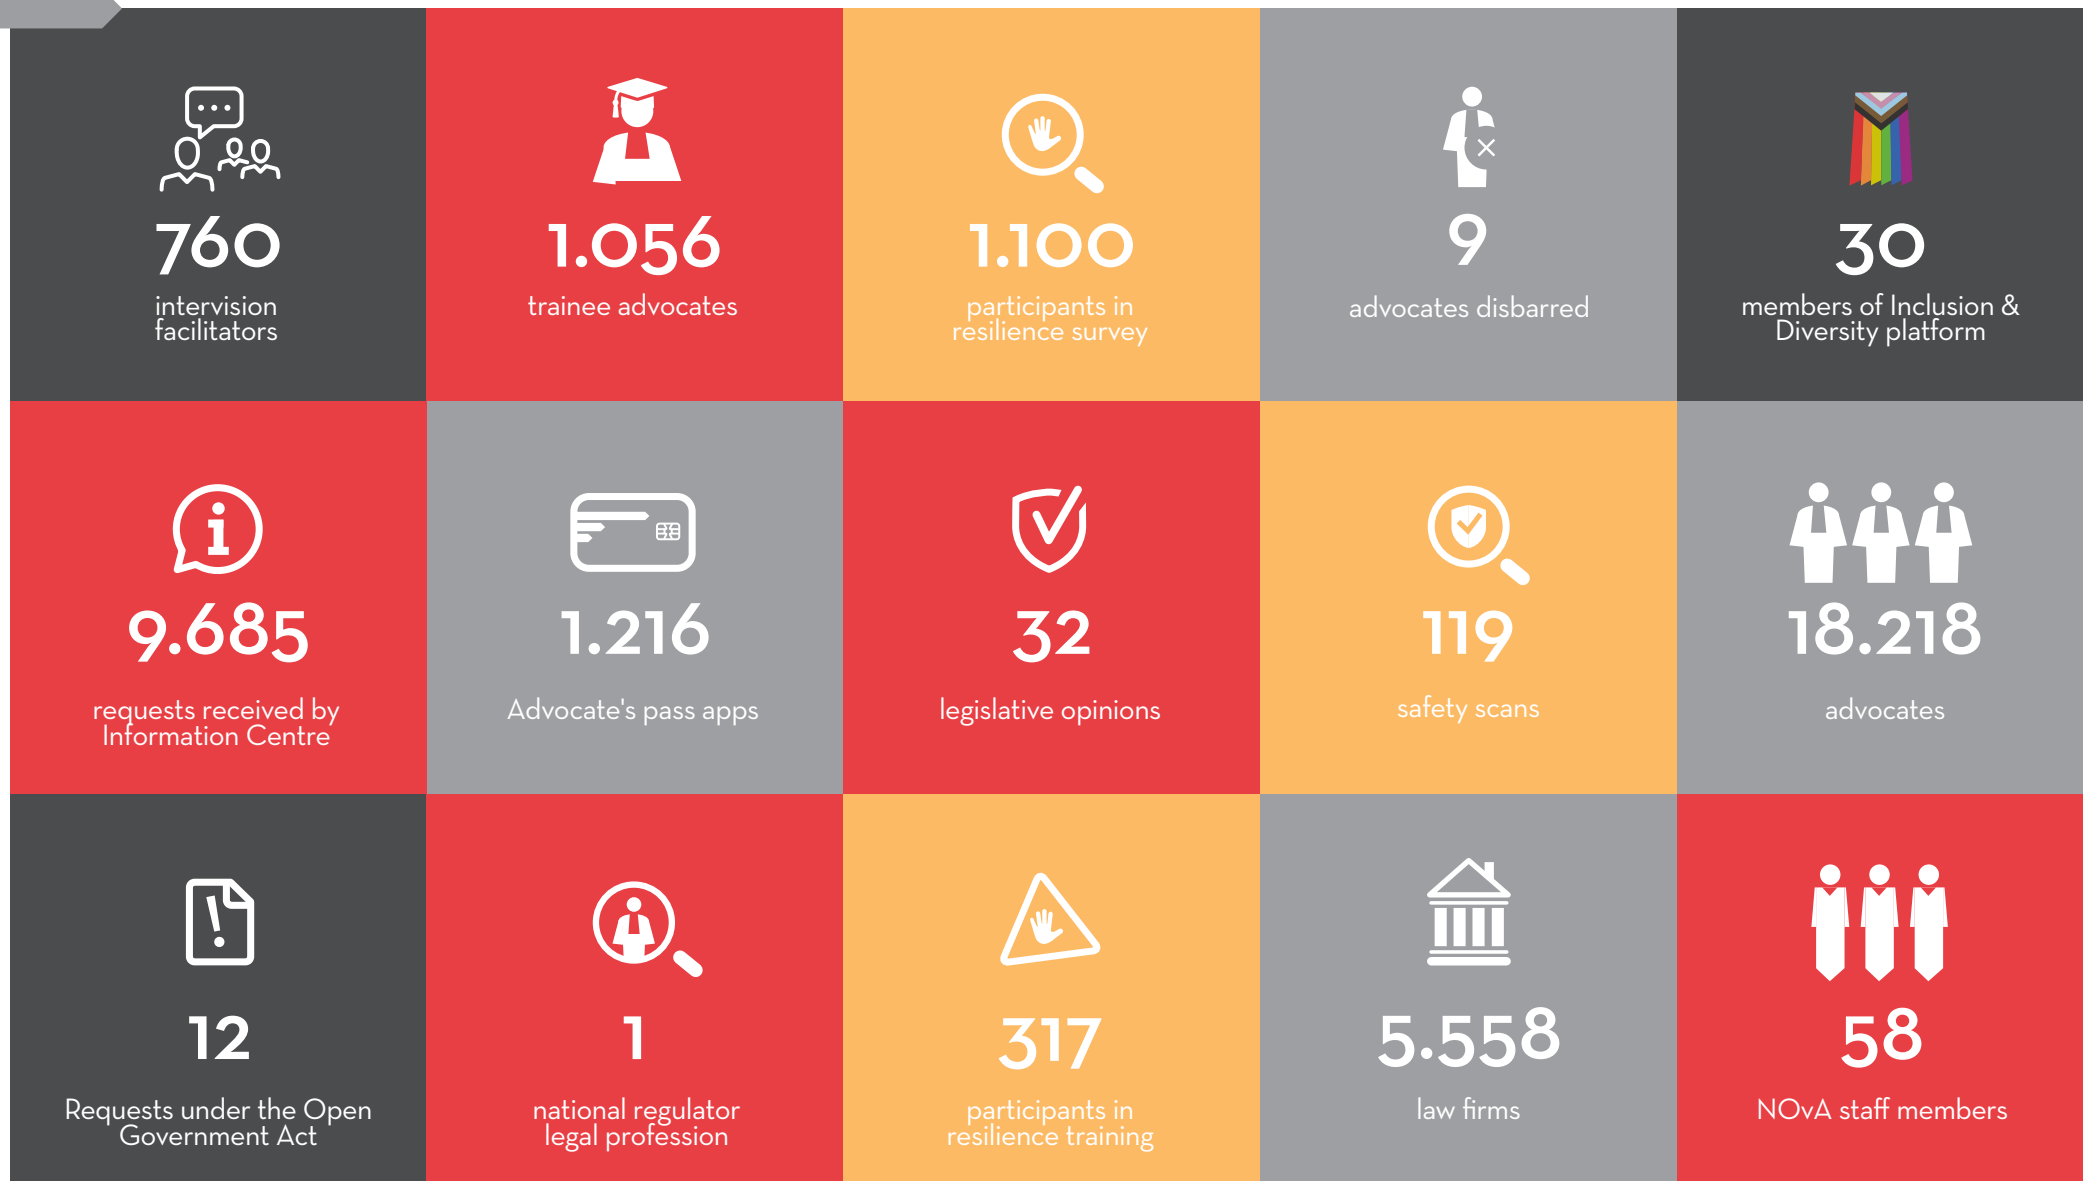 760
intervision
facilitators
1.056
trainee advocates
1.100
participants in
resilience survey
9
advocates disbarred
30
members of Inclusion &
Diversity platform
9.685
requests received by
Information Centre
1.216
Advocate's pass apps
32
legislative opinions
119
safety scans
18.218
advocates
12
Requests under the Open
Government Act
1
national regulator
legal profession
317
participants in
resilience training
5.558
law firms
58
NOvA staff members